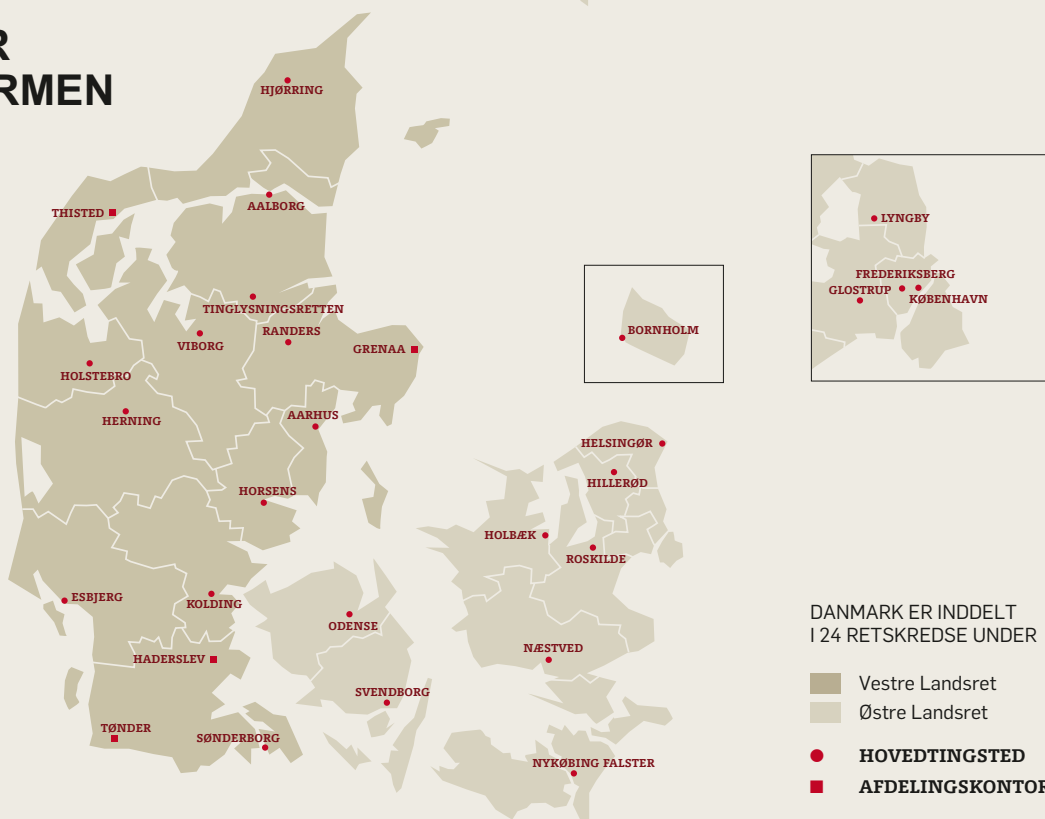 R
RMEN
HJØRRING
THISTED
AALBORG
TINGLYSNINGSRETTEN
RANDERS
VIBORG
GRENAA
HOLSTEBRO
HERNING
AARHUS
HORSENS
ESBJERG
KOLDING
HADERSLEV
TØNDER
SØNDERBORG
ODENSE
SVENDBORG
BORNHOLM
LYNGBY
FREDERIKSBERG
GLOSTRUP
KØBENHAVN
HELSINGØR
HILLERØD
HOLBÆK
ROSKILDE
NÆSTVED
NYKØBING FALSTER
DANMARK ER INDDELT
I 24 RETSKREDSE UNDER
Vestre Landsret
Østre Landsret
HOVEDTINGSTED
AFDELINGSKONTOR